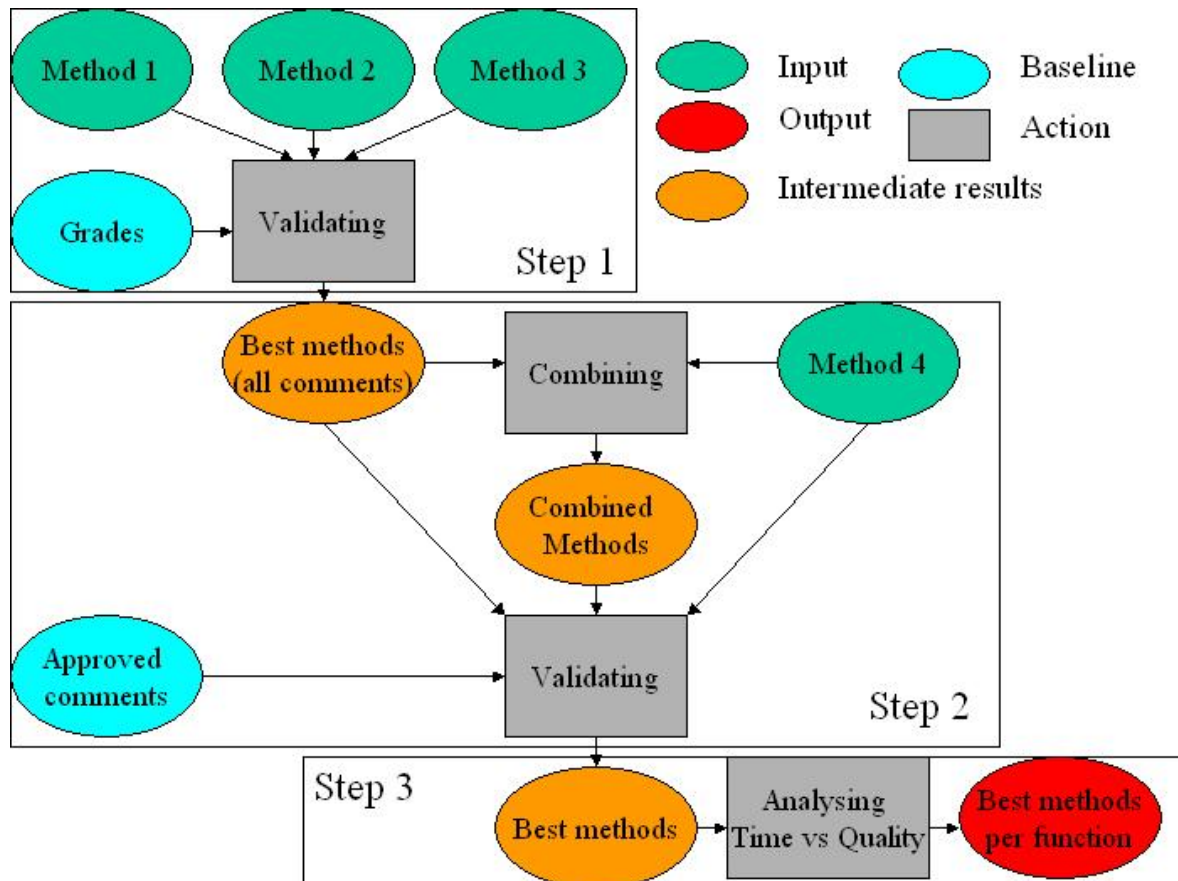 Method 1
Method 2
Method 3
Input
Baseline
Output
Action
Intermediate results
Grades
Validating
Step 1
Best methods
(all comments)
Combining
Method 4
Combined
Methods
Approved
comments
Validating
Step 2
Step 3
Best methods
Analysing
Time vs Quality
Best methods
per function